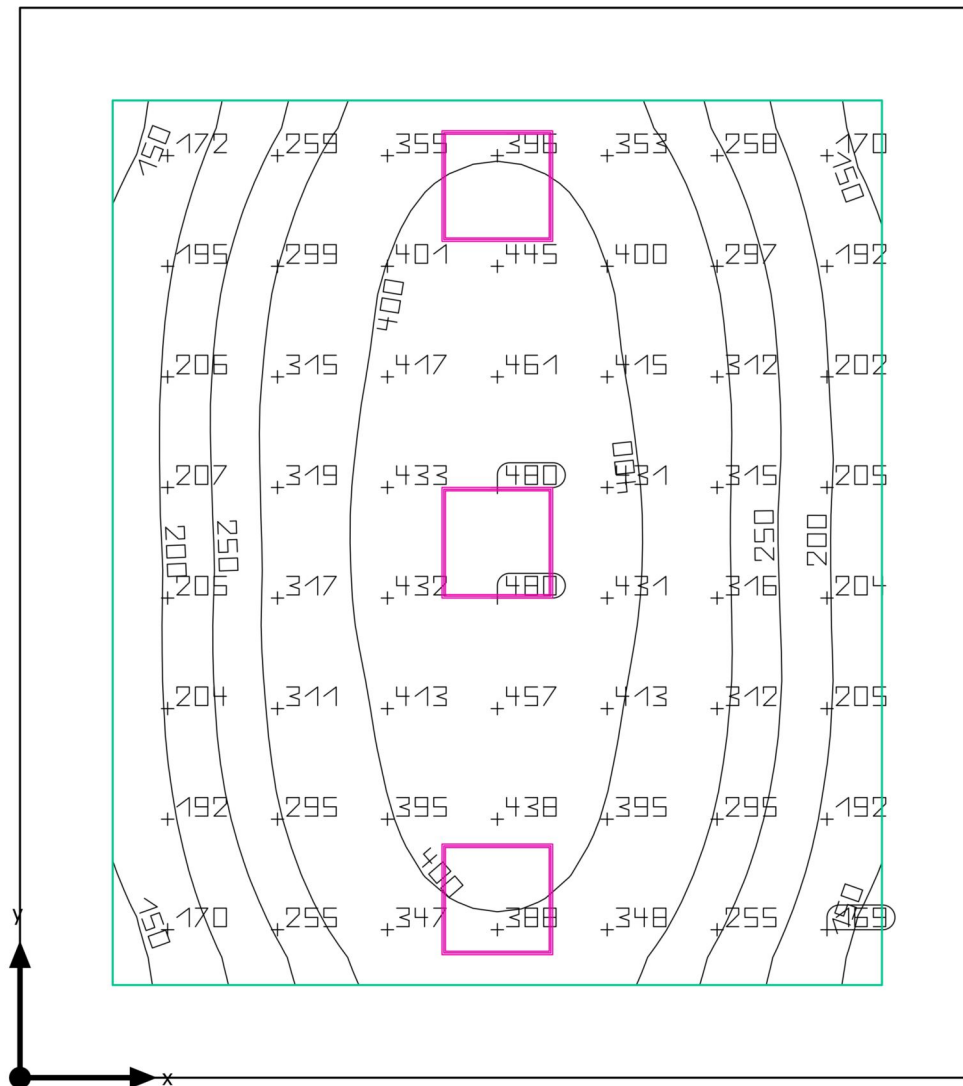 172 259 355 396 353 258 170
150 150
195 299 401 445 400 297 192
400
206 315 417 461 415 312 202
400
207 319 433 480 431 315 205
200 250 250 200
205 317 432 480 431 316 204
204 311 413 457 413 312 205
192 295 395 438 395 295 192
400
170 255 347 388 348 255 169
150 150
y
x